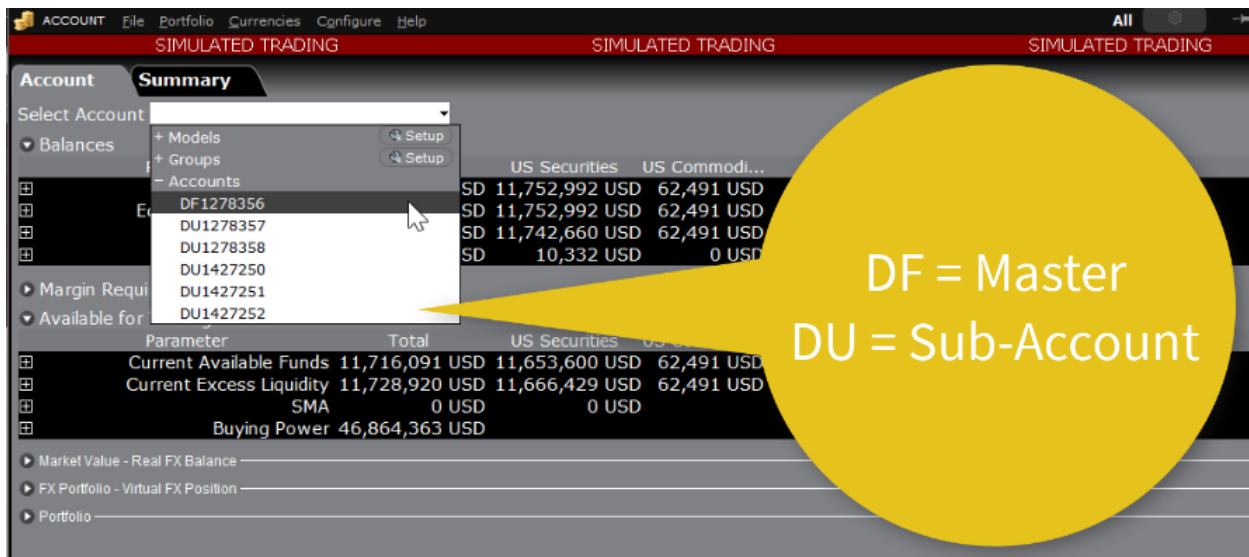 ACCOUNT File Portfolio Currencies Configure Help All
SIMULATED TRADING SIMULATED TRADING SIMULATED TRADING
Account Summary
Select Account
Balances
+ Models Setup
+ Groups Setup
US Securities US Commodi...
− Accounts
DF1278356
DU1278357
DU1278358
DU1427250
DU1427251
DU1427252
SD 11,752,992 USD 62,491 USD
SD 11,752,992 USD 62,491 USD
SD 11,742,660 USD 62,491 USD
SD 10,332 USD 0 USD
Margin Requi
Available for
Parameter Total US Securities
Current Available Funds 11,716,091 USD 11,653,600 USD 62,491 USD
Current Excess Liquidity 11,728,920 USD 11,666,429 USD 62,491 USD
SMA 0 USD 0 USD
Buying Power 46,864,363 USD
Market Value - Real FX Balance
FX Portfolio - Virtual FX Position
Portfolio
DF = Master
DU = Sub-Account